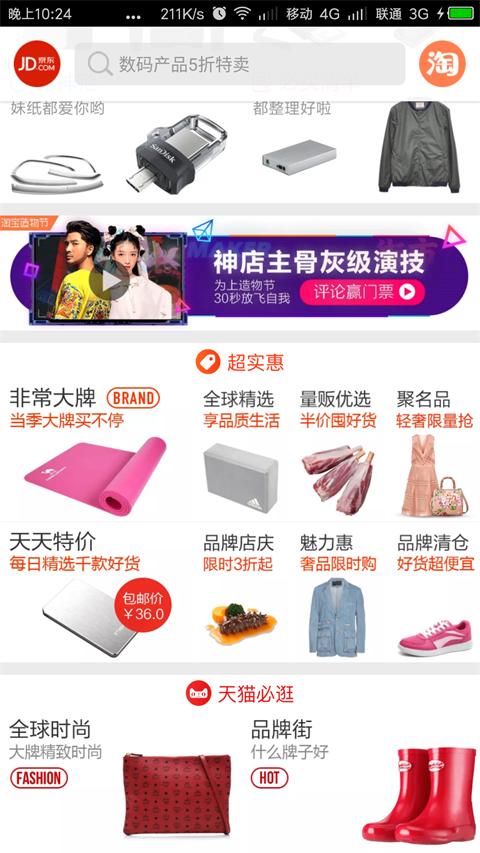 晚上10:24
211K/s
移动 4G
联通 3G
JD 京东
.COM
数码产品5折特卖
淘
妹纸都爱你哟
都整理好啦
SanDisk
淘宝造物节
神店主骨灰级演技
为上造物节
30秒放飞自我
评论赢门票
超实惠
非常大牌
BRAND
当季大牌买不停
全球精选
享品质生活
量贩优选
半价囤好货
聚名品
轻奢限量抢
adidas
天天特价
每日精选千款好货
包邮价
￥36.0
品牌店庆
限时3折起
魅力惠
奢品限时购
品牌清仓
好货超便宜
天猫必逛
全球时尚
大牌精致时尚
FASHION
品牌街
什么牌子好
HOT